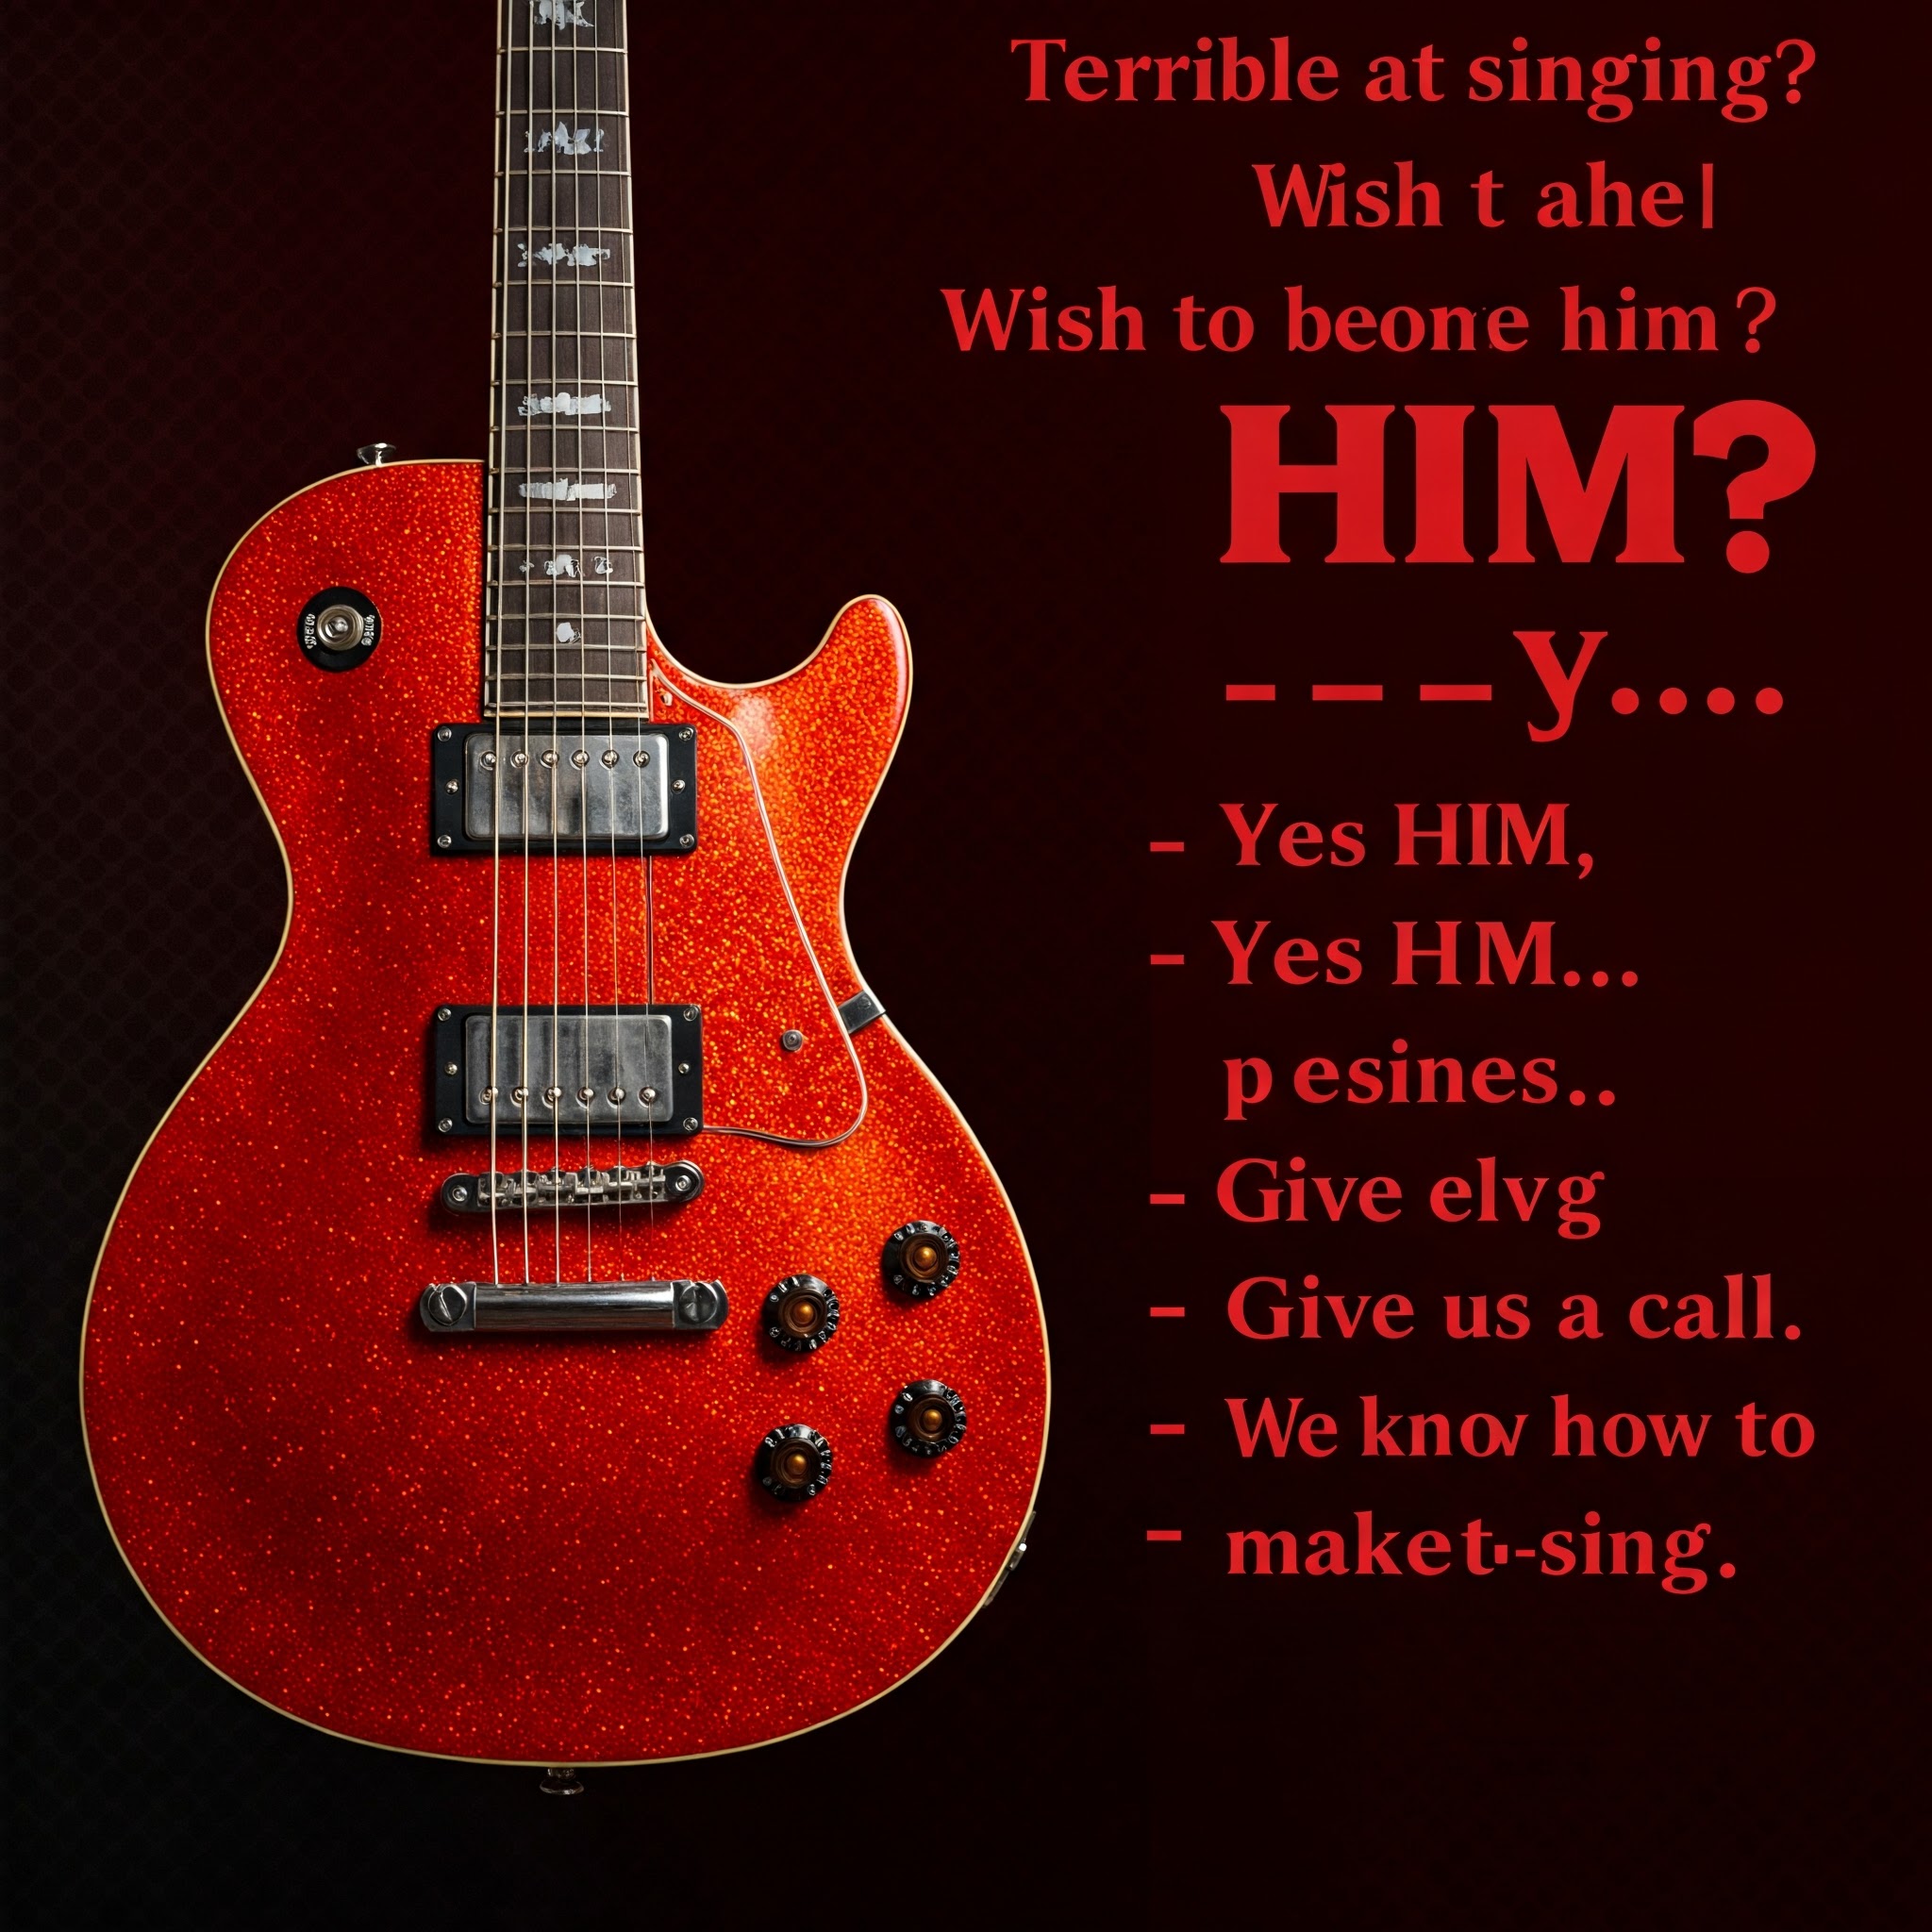 Terrible at singing?
Wish t ahel
Wish to beone him?
HIM?
---y....
- Yes HIM,
- Yes HM...
p esines..
- Give elvg
- Give us a call.
- We know how to
- maket-sing.